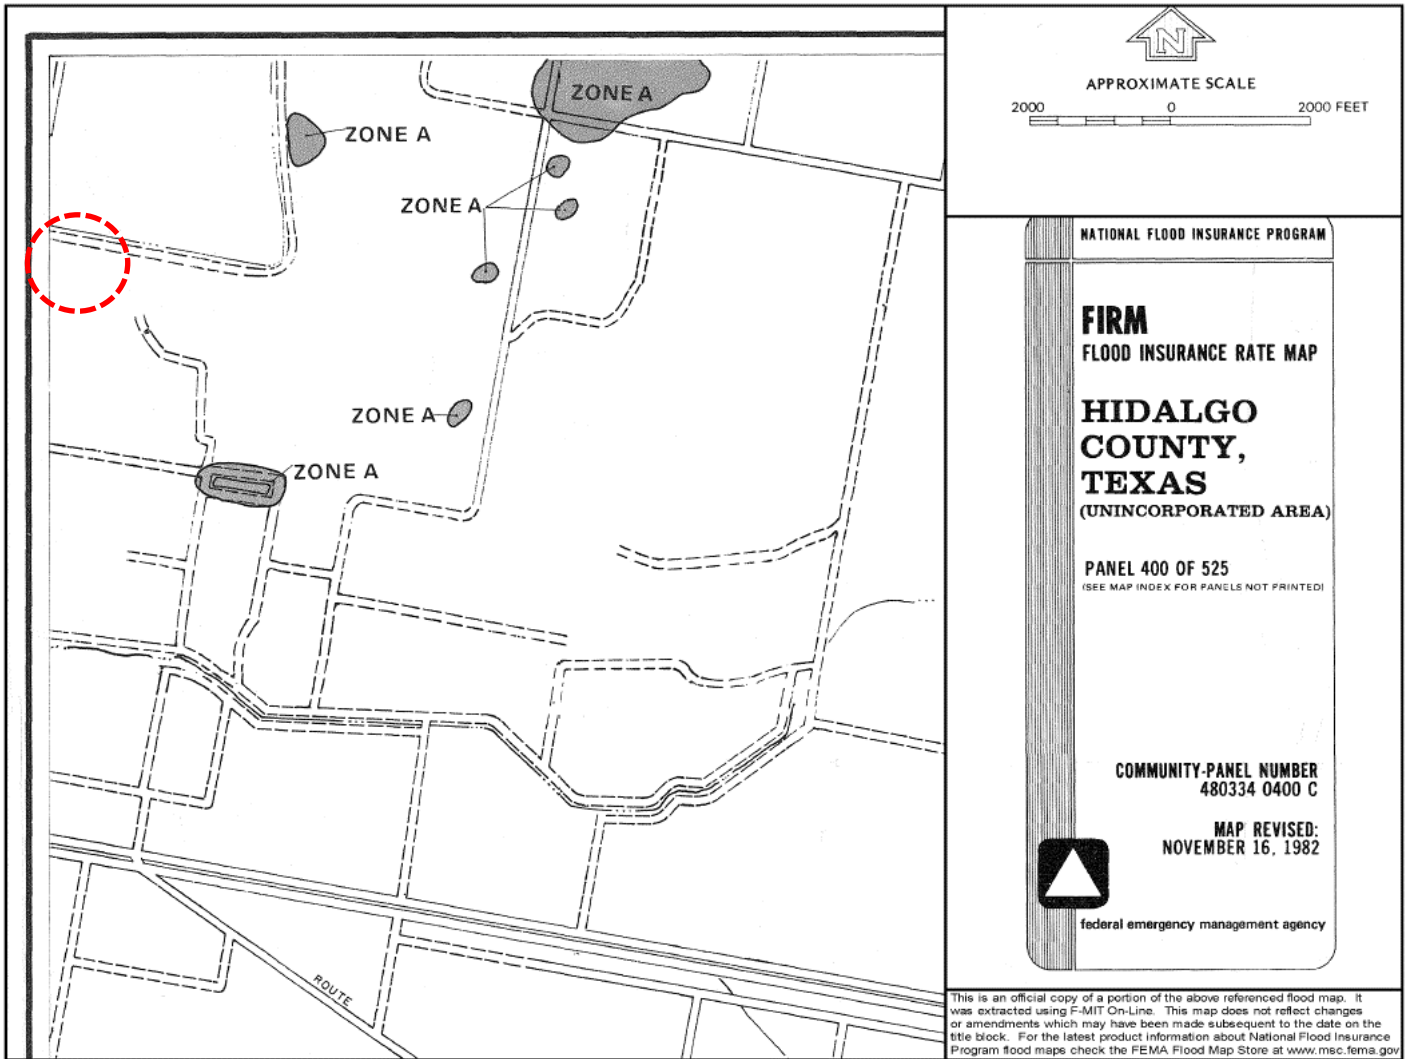 ZONE A
ZONE A
ZONE A
ZONE A
ZONE A
ROUTE
N
APPROXIMATE SCALE
2000 0 2000 FEET
NATIONAL FLOOD INSURANCE PROGRAM
FIRM
FLOOD INSURANCE RATE MAP
HIDALGO
COUNTY,
TEXAS
(UNINCORPORATED AREA)
PANEL 400 OF 525
(SEE MAP INDEX FOR PANELS NOT PRINTED)
COMMUNITY-PANEL NUMBER
480334 0400 C
MAP REVISED:
NOVEMBER 16, 1982
federal emergency management agency
This is an official copy of a portion of the above referenced flood map. It
was extracted using F-MIT On-Line. This map does not reflect changes
or amendments which may have been made subsequent to the date on the
title block. For the latest product information about National Flood Insurance
Program flood maps check the FEMA Flood Map Store at www.msc.fema.gov